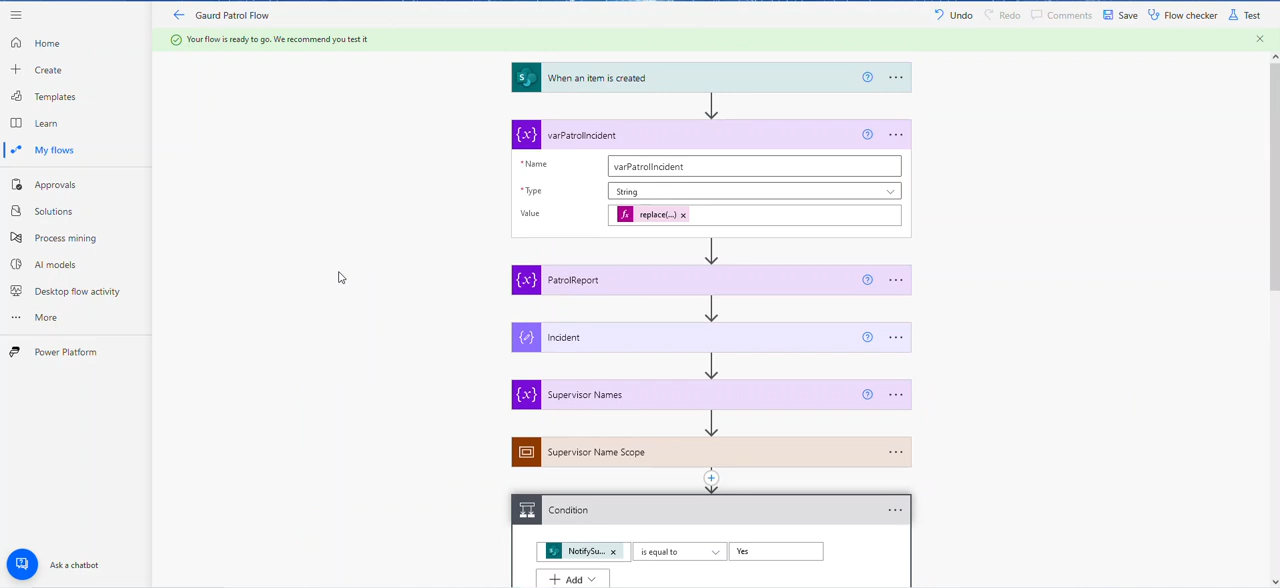 Gaurd Patrol Flow
Undo
Redo
Comments
Save
Flow checker
Test
Your flow is ready to go. We recommend you test it
Home
Create
Templates
Learn
My flows
Approvals
Solutions
Process mining
AI models
Desktop flow activity
More
Power Platform
Ask a chatbot
When an item is created
varPatrolIncident
* Name
varPatrolIncident
* Type
String
Value
replace(...)
PatrolReport
Incident
Supervisor Names
Supervisor Name Scope
Condition
NotifySu...
is equal to
Yes
Add